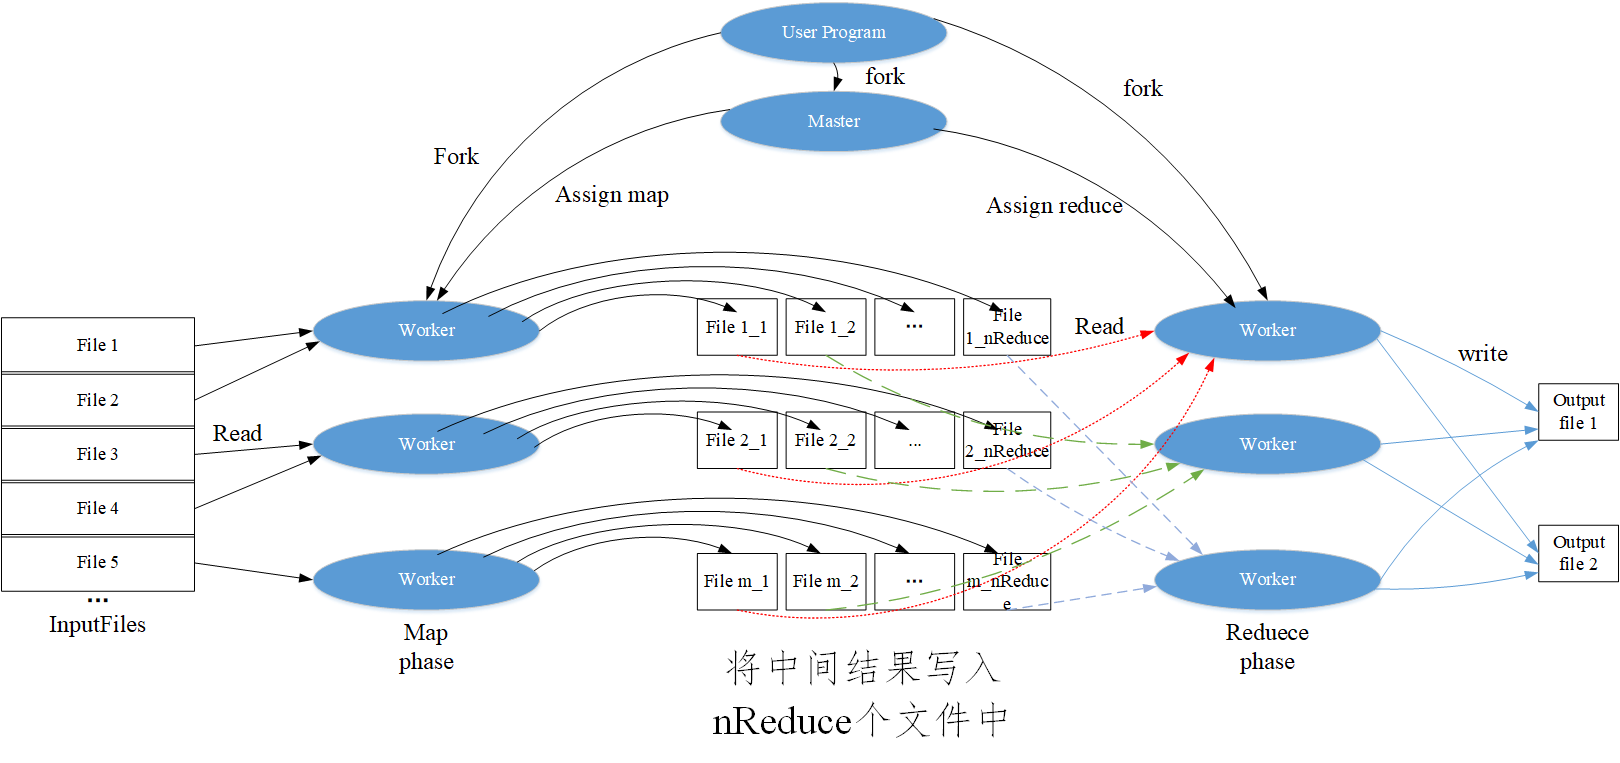 User Program
fork
Master
fork
Fork
Assign map
Assign reduce
File 1
File 2
File 3
File 4
File 5
...
InputFiles
Read
Worker
Worker
Worker
Map
phase
File 1_1
File 1_2
...
File
1_nReduce
File 2_1
File 2_2
...
File
2_nReduce
File m_1
File m_2
...
File
m_nReduc
e
将中间结果写入
nReduce个文件中
Read
Worker
Worker
Worker
Reduece
phase
write
Output
file 1
Output
file 2